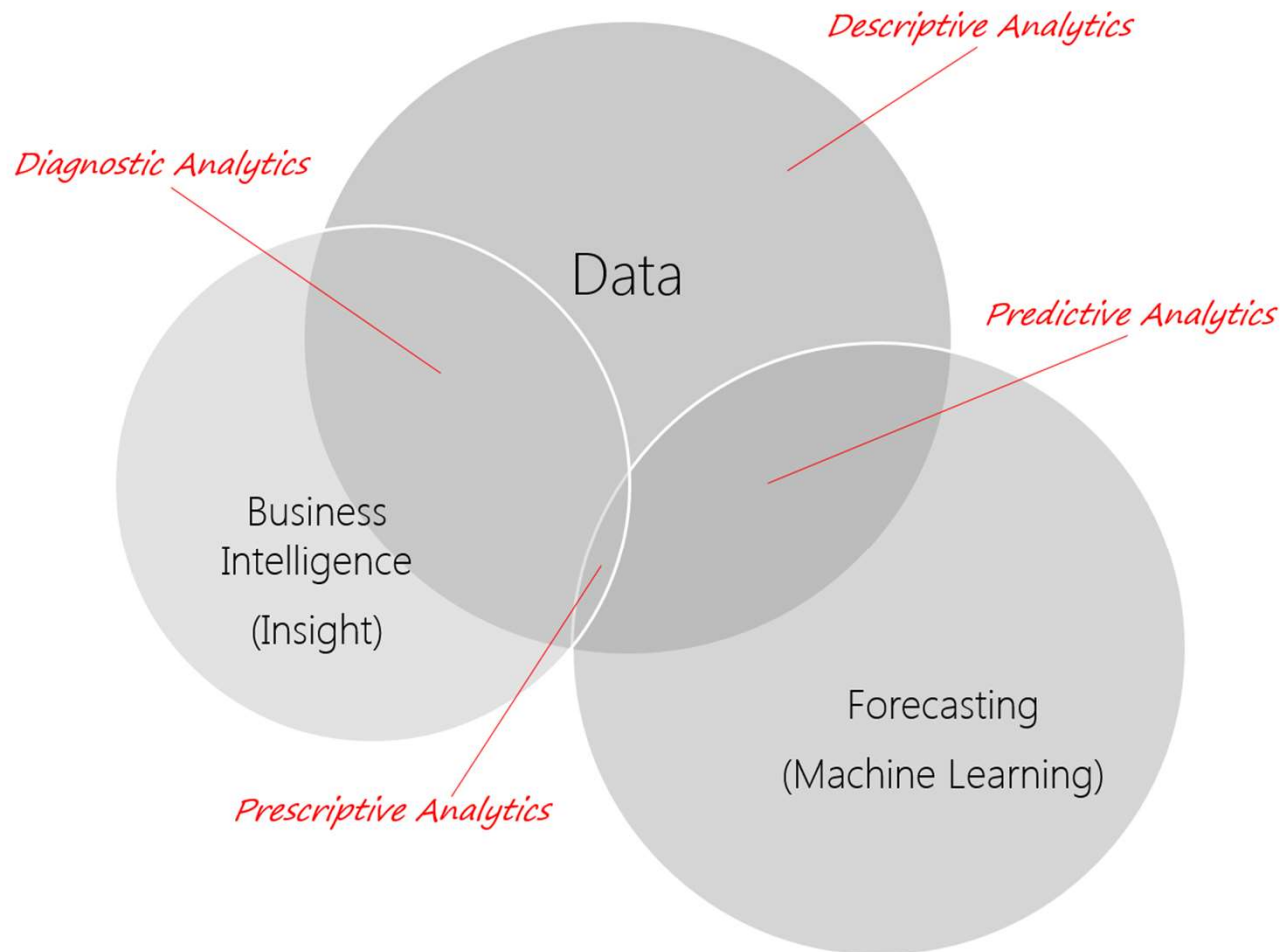 Descriptive Analytics
Diagnostic Analytics
Data
Predictive Analytics
Business
Intelligence
(Insight)
Forecasting
(Machine Learning)
Prescriptive Analytics